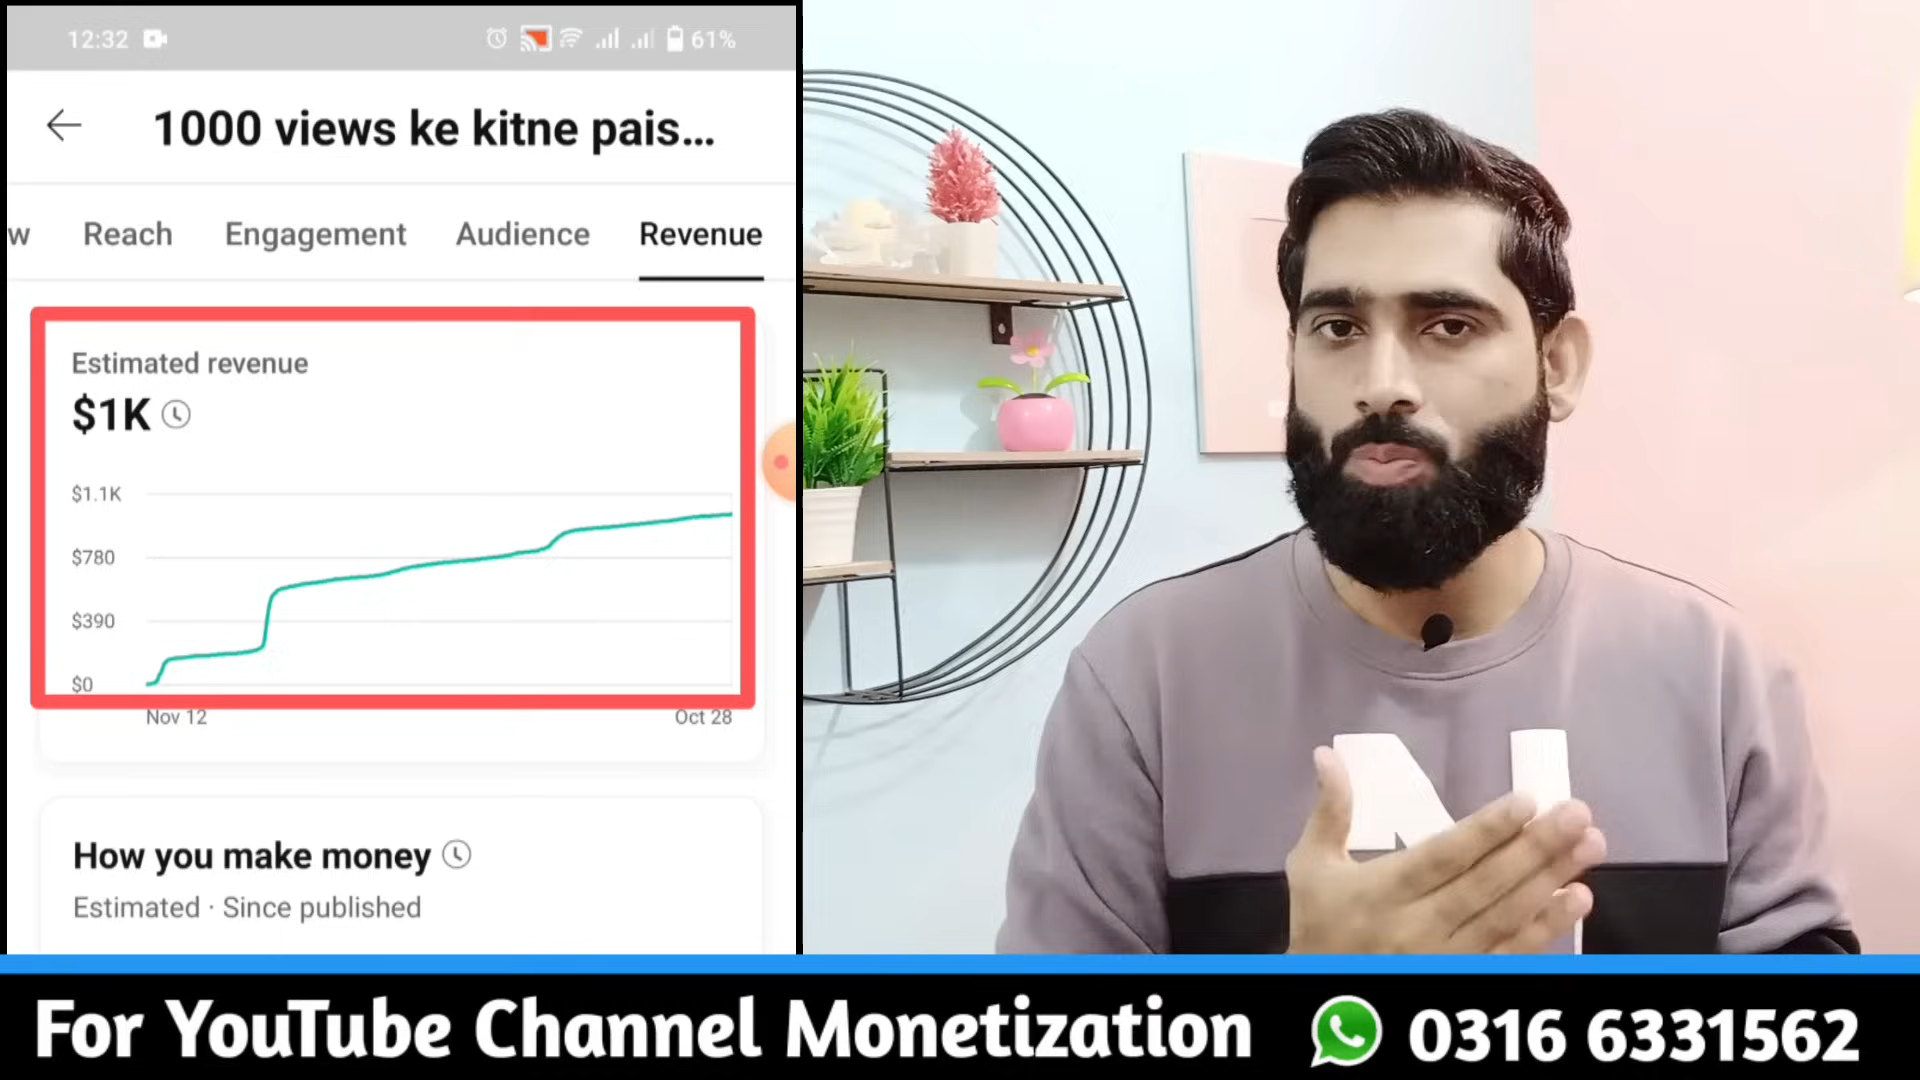 12:32
61%
1000 views ke kitne pais...
w Reach Engagement Audience Revenue
Estimated revenue
$1K
$1.1K
$780
$390
$0
Nov 12 Oct 28
How you make money
Estimated · Since published
N
For YouTube Channel Monetization 0316 6331562